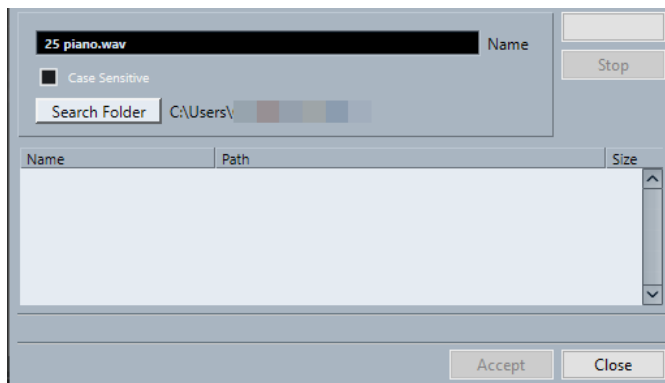 25 piano.wav Name
Stop
Case Sensitive
Search Folder C:\Users\
Name Path Size
Accept Close